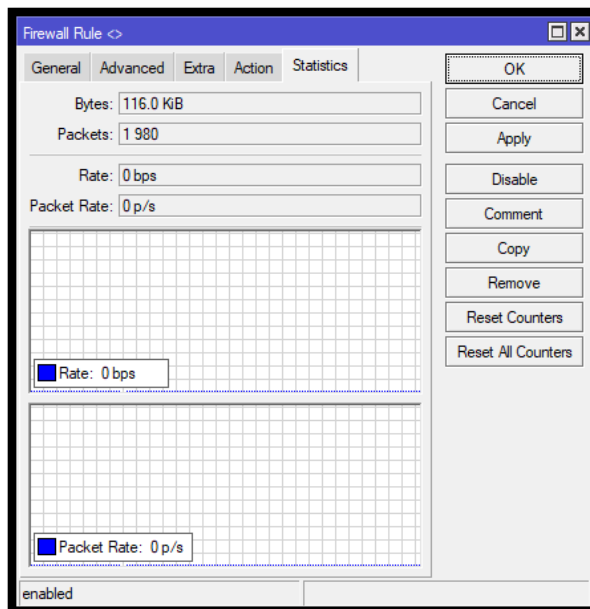 Firewall Rule <>
General Advanced Extra Action Statistics
Bytes: 116.0 KiB
Packets: 1 980
Rate: 0 bps
Packet Rate: 0 p/s
Rate: 0 bps
Packet Rate: 0 p/s
OK
Cancel
Apply
Disable
Comment
Copy
Remove
Reset Counters
Reset All Counters
enabled